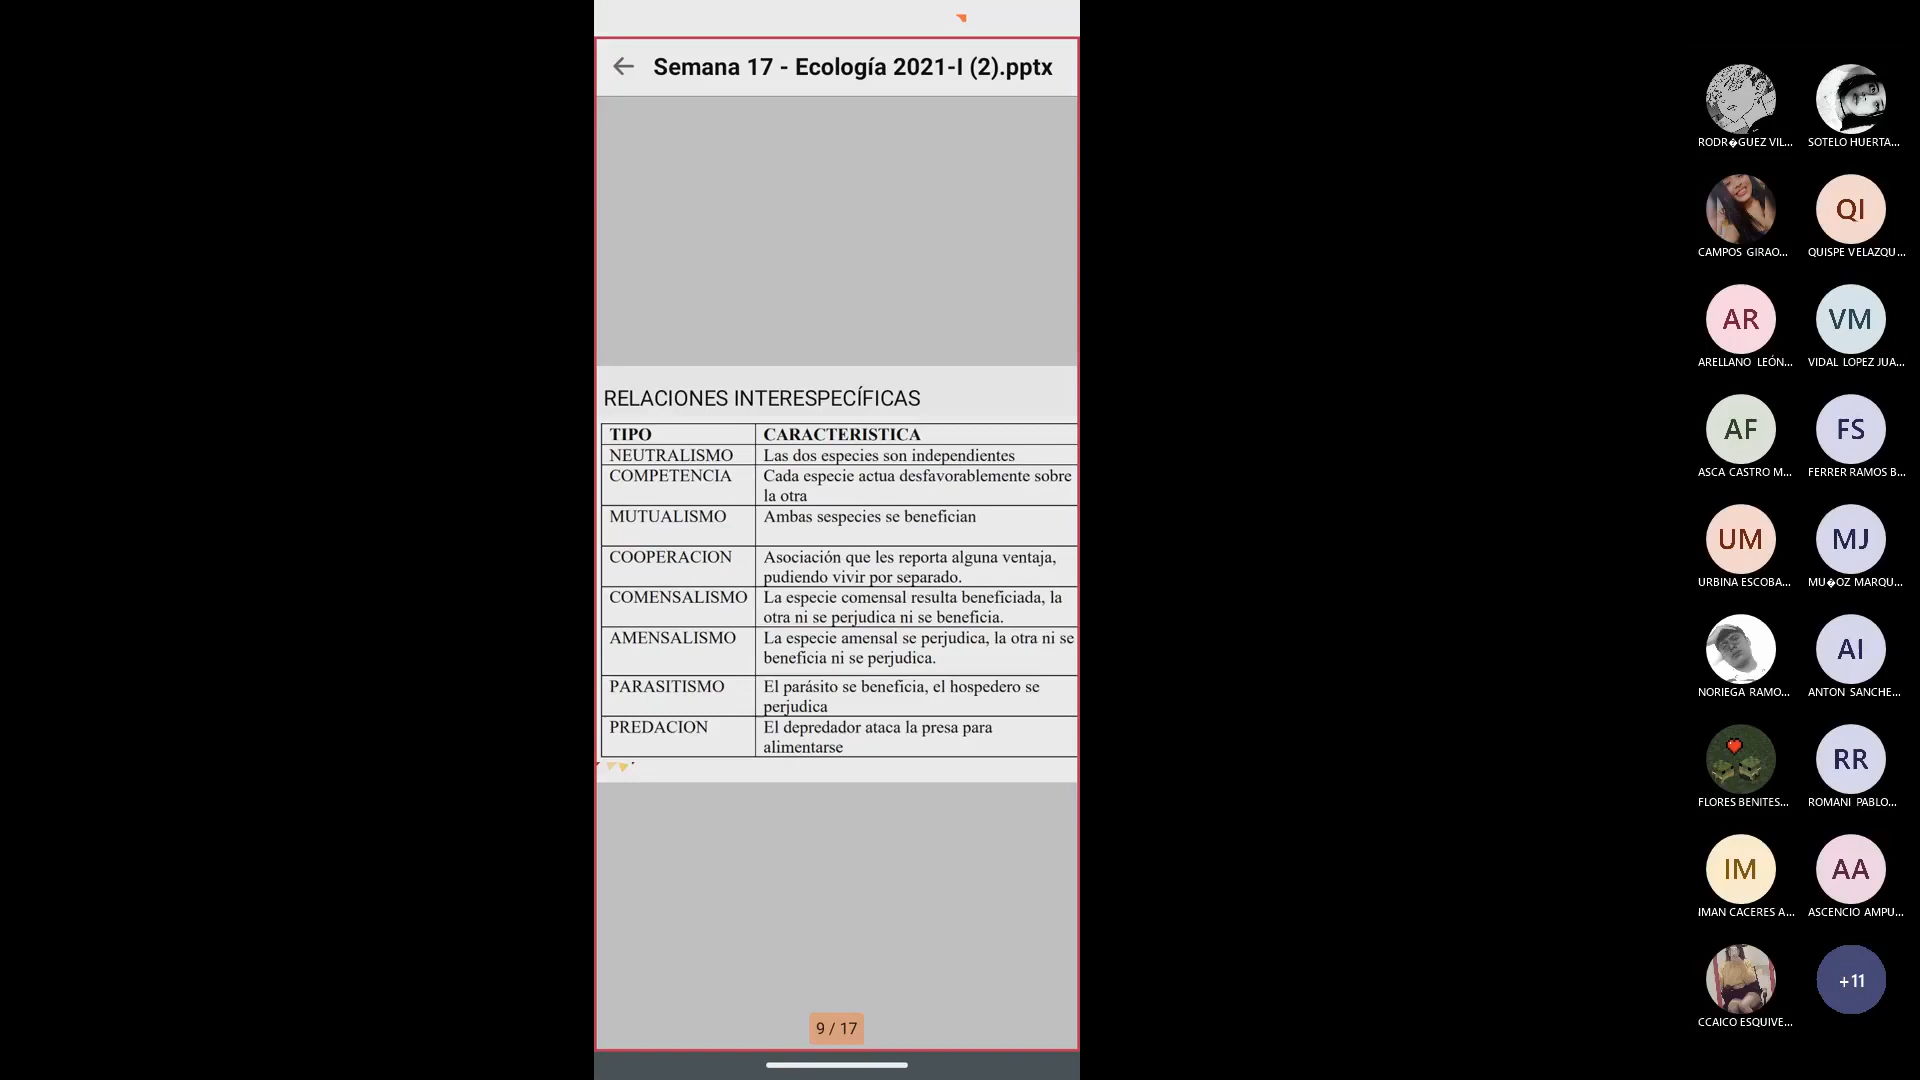 Semana 17 - Ecología 2021-I (2).pptx
RELACIONES INTERESPECÍFICAS
TIPO CARACTERISTICA
NEUTRALISMO Las dos especies son independientes
COMPETENCIA Cada especie actua desfavorablemente sobre
la otra
MUTUALISMO Ambas sespecies se benefician
COOPERACION Asociación que les reporta alguna ventaja,
pudiendo vivir por separado.
COMENSALISMO La especie comensal resulta beneficiada, la
otra ni se perjudica ni se beneficia.
AMENSALISMO La especie amensal se perjudica, la otra ni se
beneficia ni se perjudica.
PARASITISMO El parásito se beneficia, el hospedero se
perjudica
PREDACION El depredador ataca la presa para
alimentarse
9 / 17
RODR�GUEZ VIL... SOTELO HUERTA...
QI
CAMPOS GIRAO... QUISPE VELAZQU...
AR VM
ARELLANO LEÓN... VIDAL LOPEZ JUA...
AF FS
ASCA CASTRO M... FERRER RAMOS B...
UM MJ
URBINA ESCOBA... MU�OZ MARQU...
AI
NORIEGA RAMO... ANTON SANCHE...
RR
FLORES BENITES... ROMANI PABLO...
IM AA
IMAN CACERES A... ASCENCIO AMPU...
+11
CCAICO ESQUIVE...